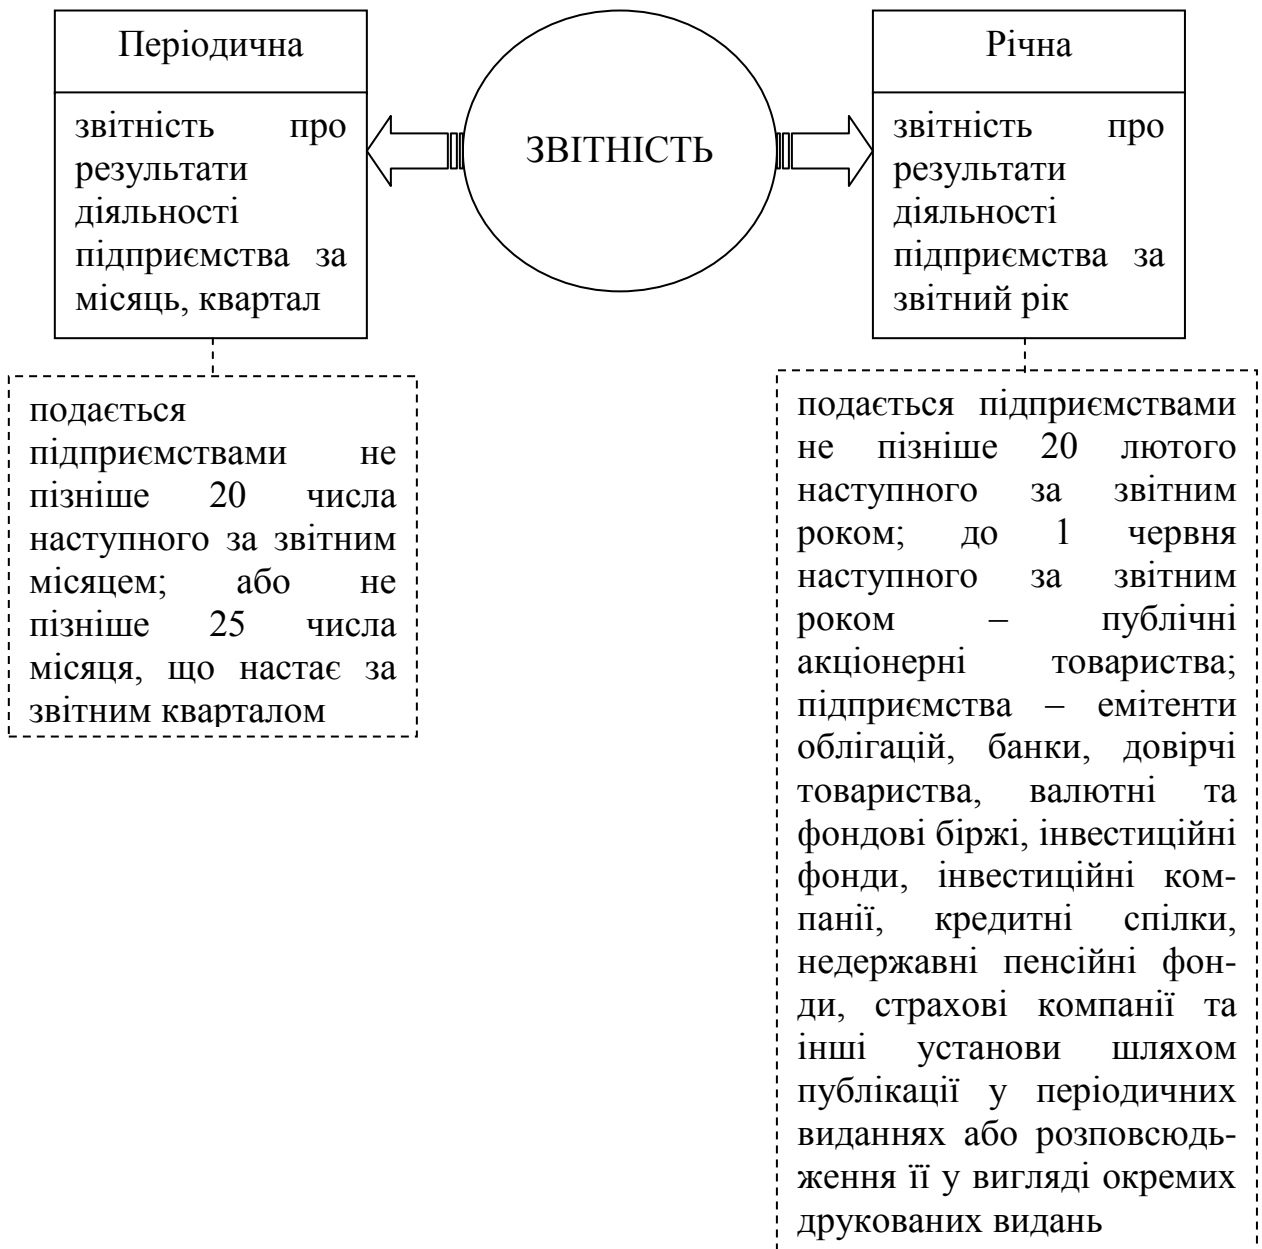 Періодична
звітність про
результати
діяльності
підприємства за
місяць, квартал
подається
підприємствами не
пізніше 20 числа
наступного за звітним
місяцем; або не
пізніше 25 числа
місяця, що настає за
звітним кварталом
ЗВІТНІСТЬ
Річна
звітність про
результати
діяльності
підприємства за
звітний рік
подається підприємствами
не пізніше 20 лютого
наступного за звітним
роком; до 1 червня
наступного за звітним
роком – публічні
акціонерні товариства;
підприємства – емітенти
облігацій, банки, довірчі
товариства, валютні та
фондові біржі, інвестиційні
фонди, інвестиційні ком-
панії, кредитні спілки,
недержавні пенсійні фон-
ди, страхові компанії та
інші установи шляхом
публікації у періодичних
виданнях або розповсюдь-
ження її у вигляді окремих
друкованих видань